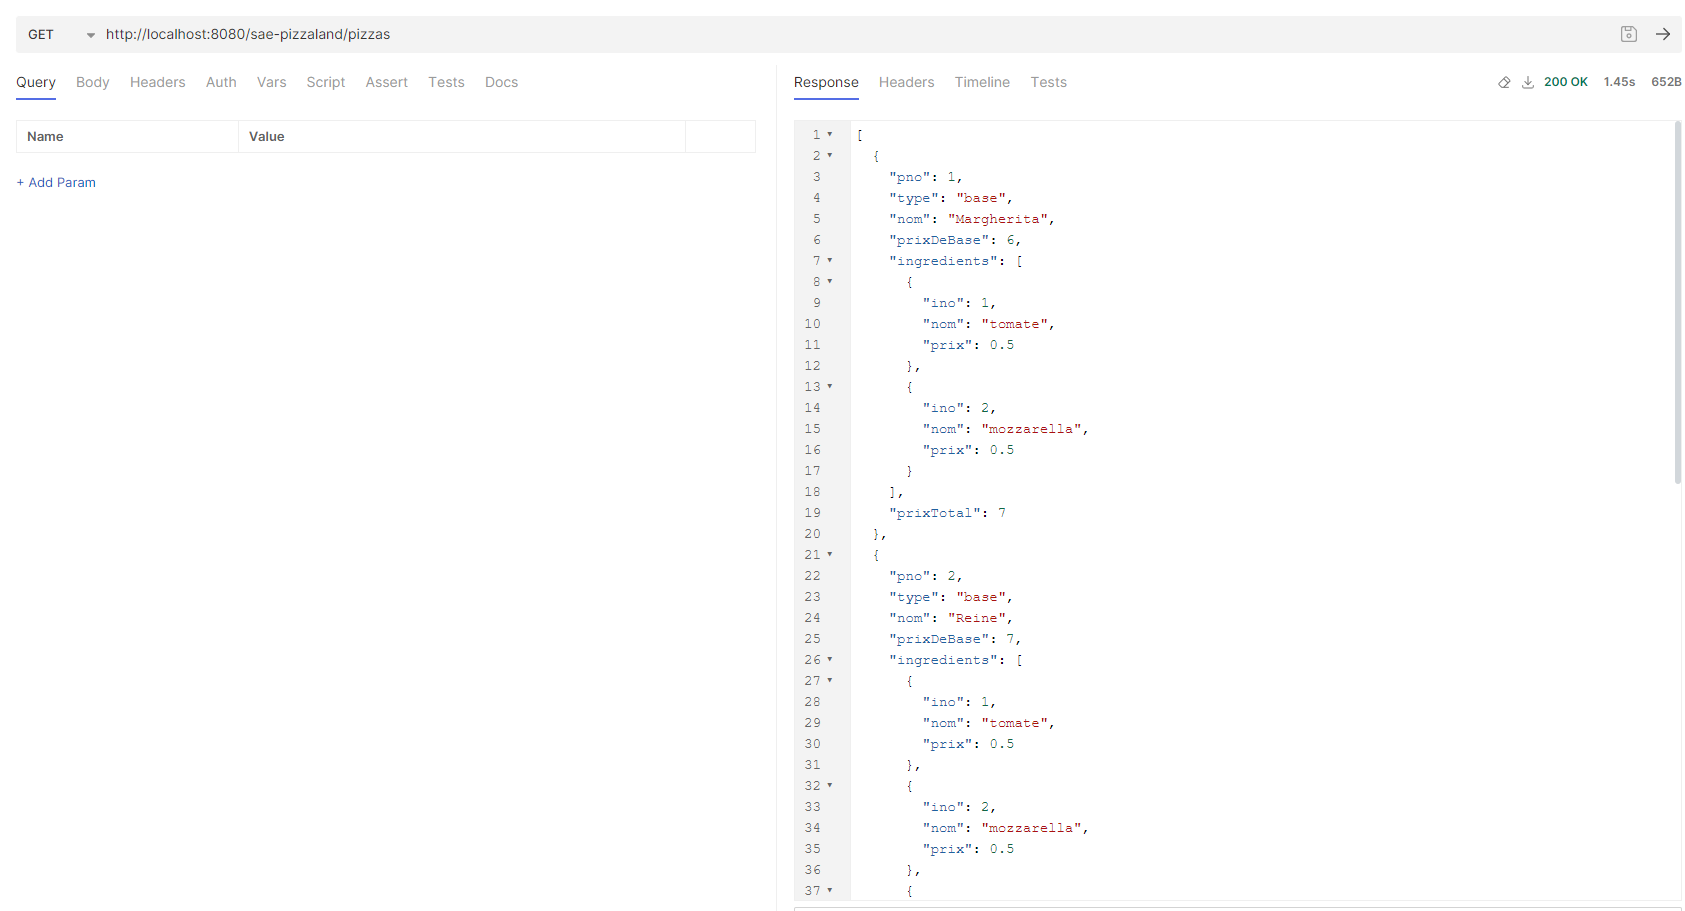 GET http://localhost:8080/sae-pizzaland/pizzas
Query Body Headers Auth Vars Script Assert Tests Docs
Name Value
+ Add Param
Response Headers Timeline Tests 200 OK 1.45s 652B
1 [
2 {
3 "pno": 1,
4 "type": "base",
5 "nom": "Margherita",
6 "prixDeBase": 6,
7 "ingredients": [
8 {
9 "ino": 1,
10 "nom": "tomate",
11 "prix": 0.5
12 },
13 {
14 "ino": 2,
15 "nom": "mozzarella",
16 "prix": 0.5
17 }
18 ],
19 "prixTotal": 7
20 },
21 {
22 "pno": 2,
23 "type": "base",
24 "nom": "Reine",
25 "prixDeBase": 7,
26 "ingredients": [
27 {
28 "ino": 1,
29 "nom": "tomate",
30 "prix": 0.5
31 },
32 {
33 "ino": 2,
34 "nom": "mozzarella",
35 "prix": 0.5
36 },
37 {